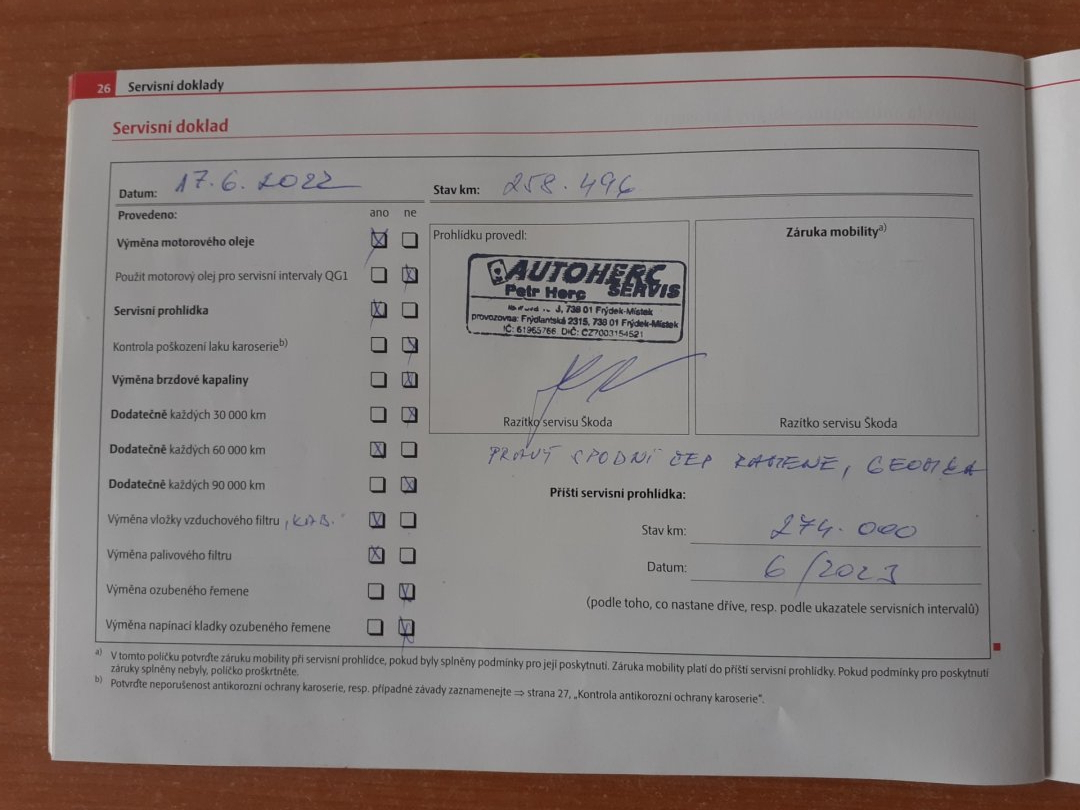 26 Servisní doklady
Servisní doklad
Datum: 17.6.2022 Stav km: 258.496
Provedeno: ano ne
Výměna motorového oleje
Použit motorový olej pro servisní intervaly QG1
Servisní prohlídka
Kontrola poškození laku karoserie b)
Výměna brzdové kapaliny
Dodatečně každých 30 000 km
Dodatečně každých 60 000 km
Dodatečně každých 90 000 km
Výměna vložky vzduchového filtru „KAB."
Výměna palivového filtru
Výměna ozubeného řemene
Výměna napínací kladky ozubeného řemene
Prohlídku provedl:
AUTOHERC
Petr Herc SERVIS
J, 738 01 Frýdek-Místek
provozovna: Frýdlantská 2315, 738 01 Frýdek-Místek
IČ: 61965766 DIČ: CZ7003154521
Razítko servisu Škoda
Záruka mobility a)
Razítko servisu Škoda
PRAVÝ SPODNÍ ČEP RAMENE, GEOMETRA
Příští servisní prohlídka:
Stav km: 274.000
Datum: 6/2023
(podle toho, co nastane dříve, resp. podle ukazatele servisních intervalů)
a) V tomto políčku potvrďte záruku mobility při servisní prohlídce, pokud byly splněny podmínky pro její poskytnutí. Záruka mobility platí do příští servisní prohlídky. Pokud podmínky pro poskytnutí
záruky splněny nebyly, políčko proškrtněte.
b) Potvrďte neporušenost antikorozní ochrany karoserie, resp. případné závady zaznamenejte ⇒ strana 27, „Kontrola antikorozní ochrany karoserie".